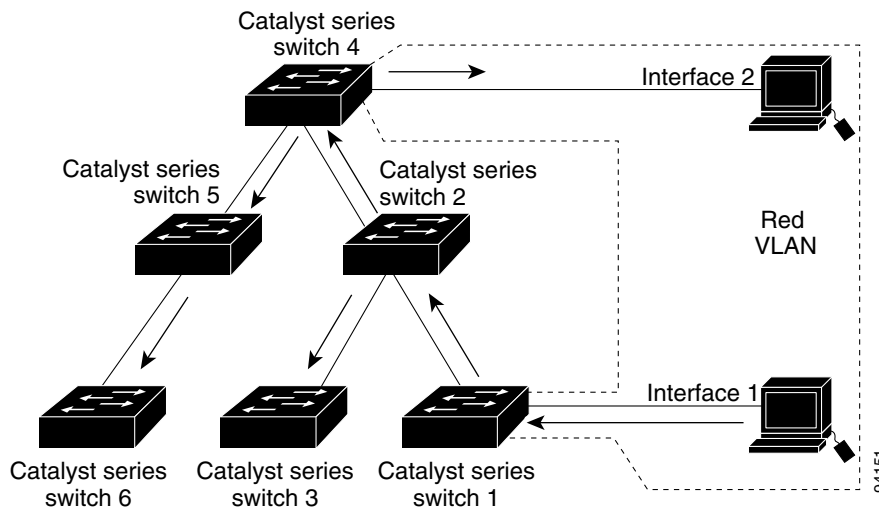 Catalyst series
switch 4
Interface 2
Catalyst series
switch 5
Catalyst series
switch 2
Red
VLAN
Interface 1
Catalyst series
switch 6
Catalyst series
switch 3
Catalyst series
switch 1
94151